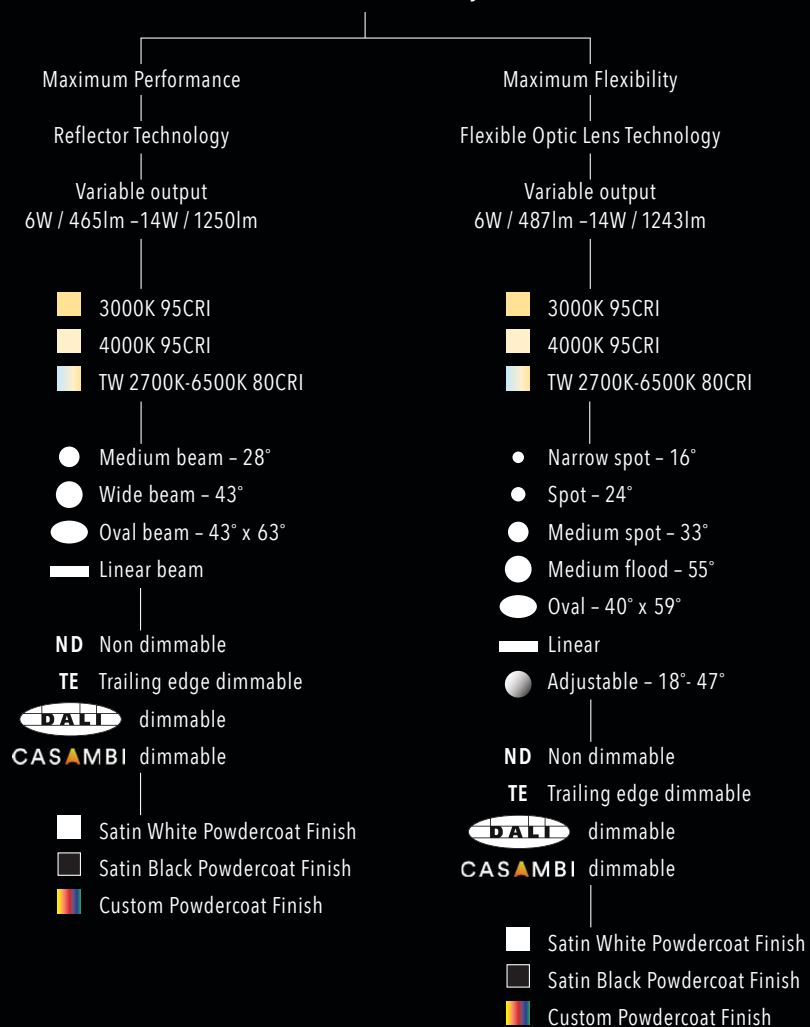 Maximum Performance
Reflector Technology
Variable output
6W / 465lm –14W / 1250lm
3000K 95CRI
4000K 95CRI
TW 2700K-6500K 80CRI
Medium beam – 28°
Wide beam – 43°
Oval beam – 43° x 63°
Linear beam
ND Non dimmable
TE Trailing edge dimmable
DALI dimmable
CASAMBI dimmable
Satin White Powdercoat Finish
Satin Black Powdercoat Finish
Custom Powdercoat Finish
Maximum Flexibility
Flexible Optic Lens Technology
Variable output
6W / 487lm –14W / 1243lm
3000K 95CRI
4000K 95CRI
TW 2700K-6500K 80CRI
Narrow spot – 16°
Spot – 24°
Medium spot – 33°
Medium flood – 55°
Oval – 40° x 59°
Linear
Adjustable – 18°- 47°
ND Non dimmable
TE Trailing edge dimmable
DALI dimmable
CASAMBI dimmable
Satin White Powdercoat Finish
Satin Black Powdercoat Finish
Custom Powdercoat Finish